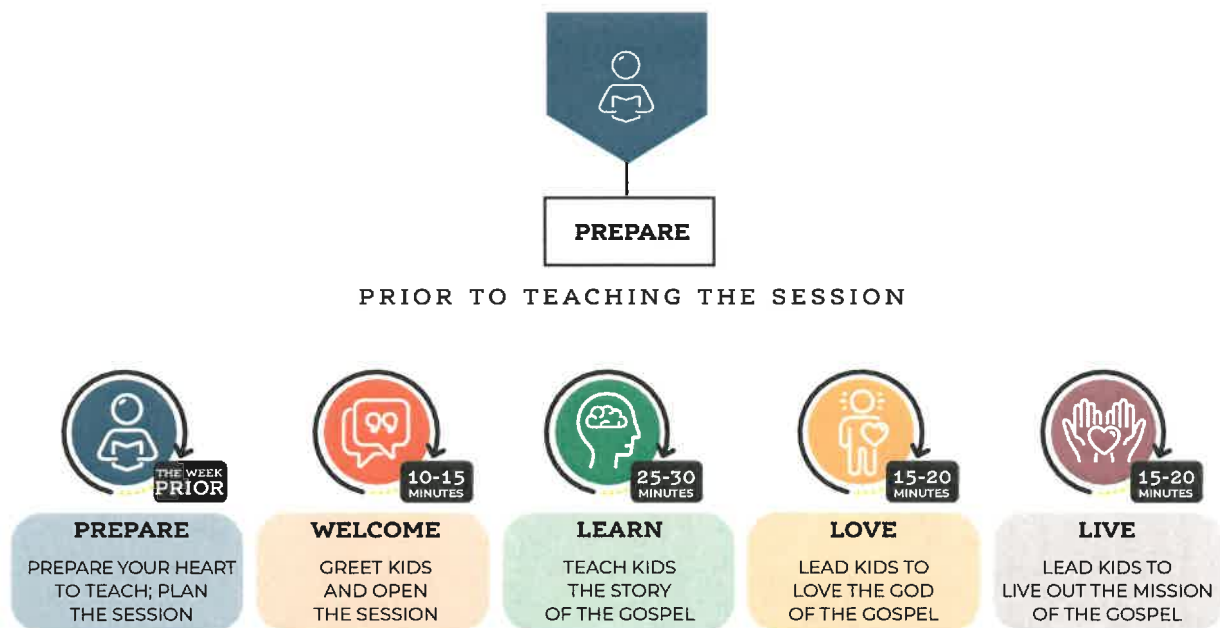 PREPARE
PRIOR TO TEACHING THE SESSION
THE WEEK
PRIOR
PREPARE
PREPARE YOUR HEART
TO TEACH; PLAN
THE SESSION
10-15
MINUTES
WELCOME
GREET KIDS
AND OPEN
THE SESSION
25-30
MINUTES
LEARN
TEACH KIDS
THE STORY
OF THE GOSPEL
15-20
MINUTES
LOVE
LEAD KIDS TO
LOVE THE GOD
OF THE GOSPEL
15-20
MINUTES
LIVE
LEAD KIDS TO
LIVE OUT THE MISSION
OF THE GOSPEL